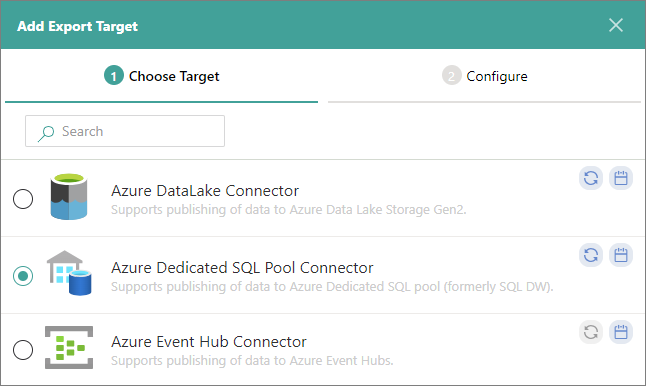 Add Export Target
1 Choose Target
2 Configure
Search
Azure DataLake Connector
Supports publishing of data to Azure Data Lake Storage Gen2.
Azure Dedicated SQL Pool Connector
Supports publishing of data to Azure Dedicated SQL pool (formerly SQL DW).
Azure Event Hub Connector
Supports publishing of data to Azure Event Hubs.